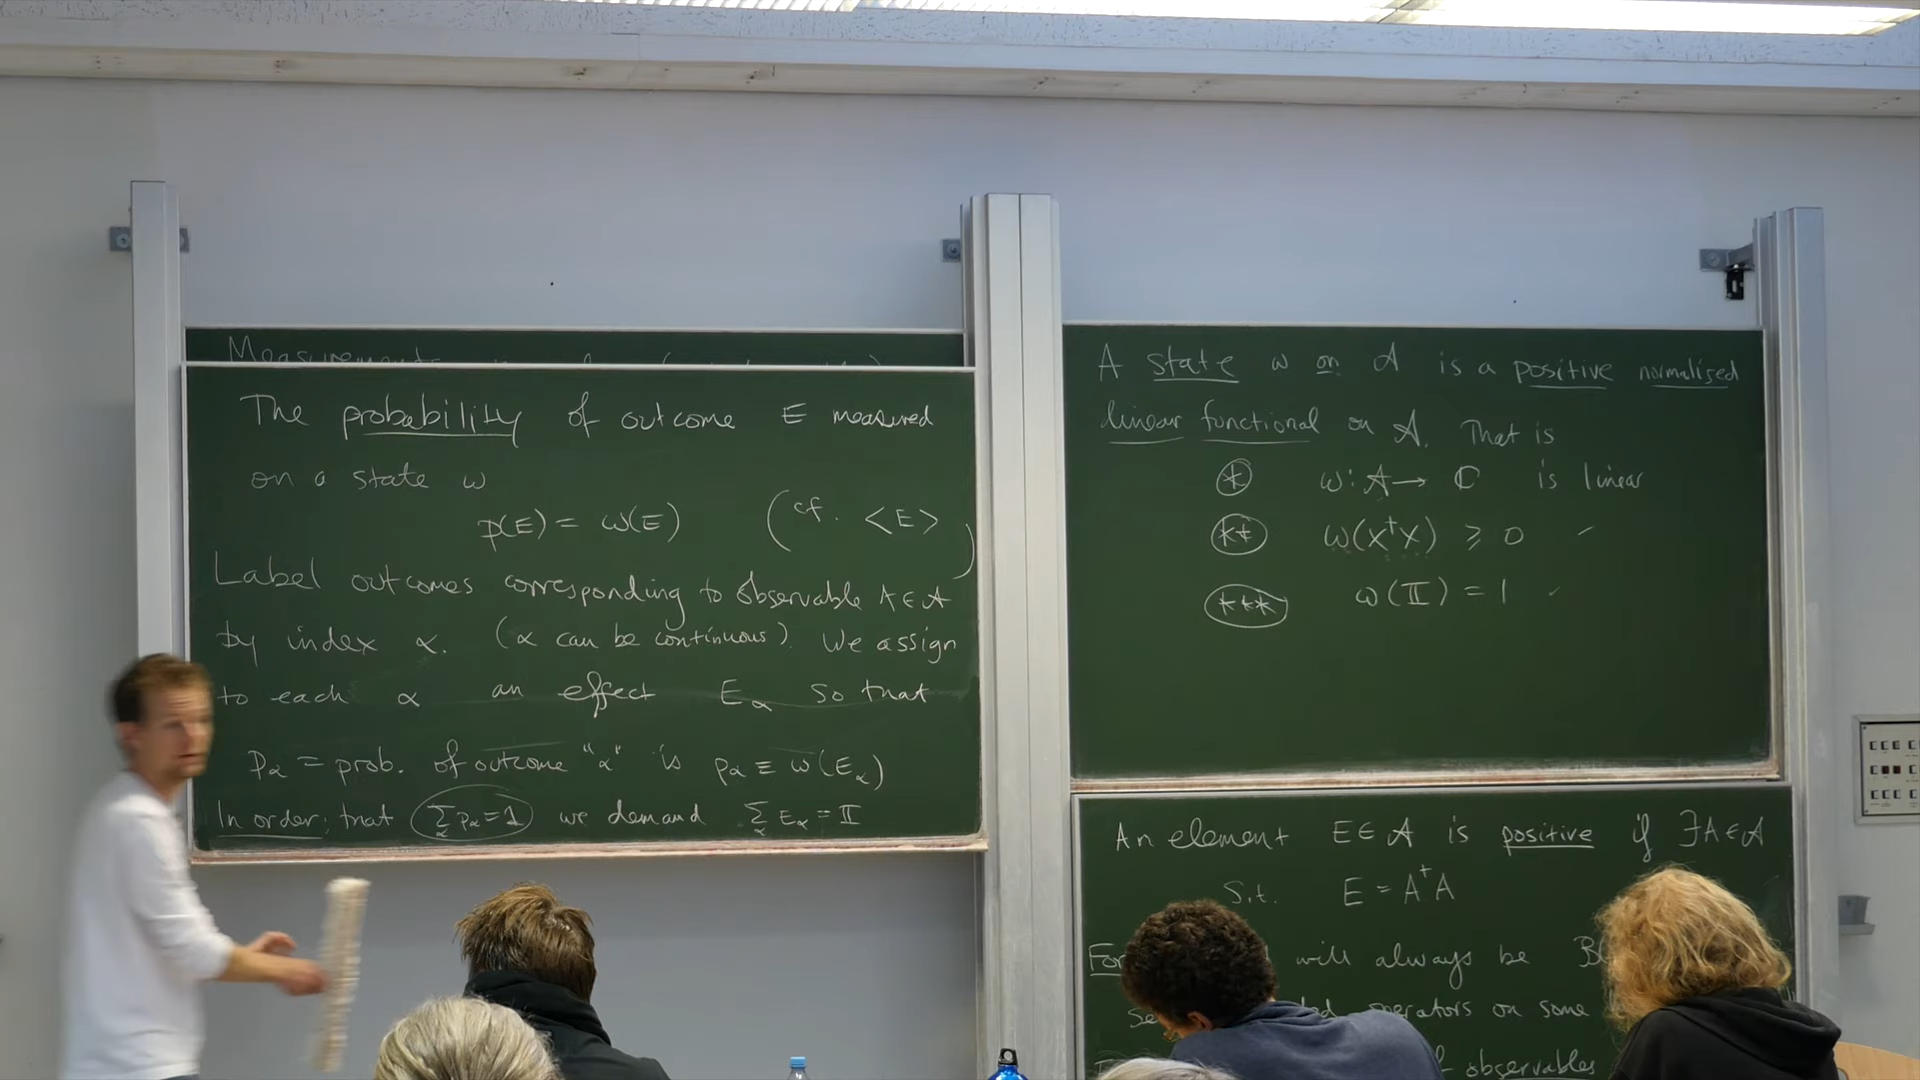 Measurements
The probability of outcome E measured
on a state ω
p(E) = ω(E) (cf. <E>)
Label outcomes corresponding to observable A ∈ 𝒜
by index α. (α can be continuous). We assign
to each α an effect E_α so that
p_α = prob. of outcome "α" is p_α ≡ ω(E_α)
In order; that Σ_α p_α = 1 we demand Σ_α E_α = 𝕀
A state ω on 𝒜 is a positive normalised
linear functional on 𝒜. That is
(*) ω: 𝒜 → ℂ is linear
(**) ω(X†X) ≥ 0 ✓
(***) ω(𝕀) = 1 ✓
An element E ∈ 𝒜 is positive if ∃A ∈ 𝒜
s.t. E = A†A
For will always be
operators on some
observables